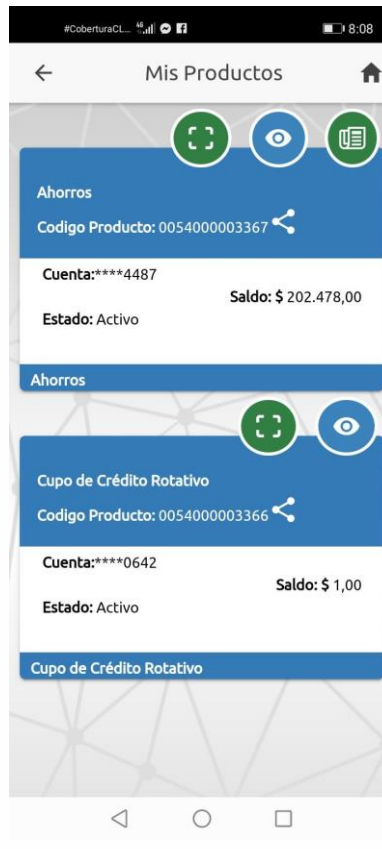 #CoberturaCL... 4G 8:08
Mis Productos
Ahorros
Codigo Producto: 0054000003367
Cuenta:****4487
Saldo: $ 202.478,00
Estado: Activo
Ahorros
Cupo de Crédito Rotativo
Codigo Producto: 0054000003366
Cuenta:****0642
Saldo: $ 1,00
Estado: Activo
Cupo de Crédito Rotativo